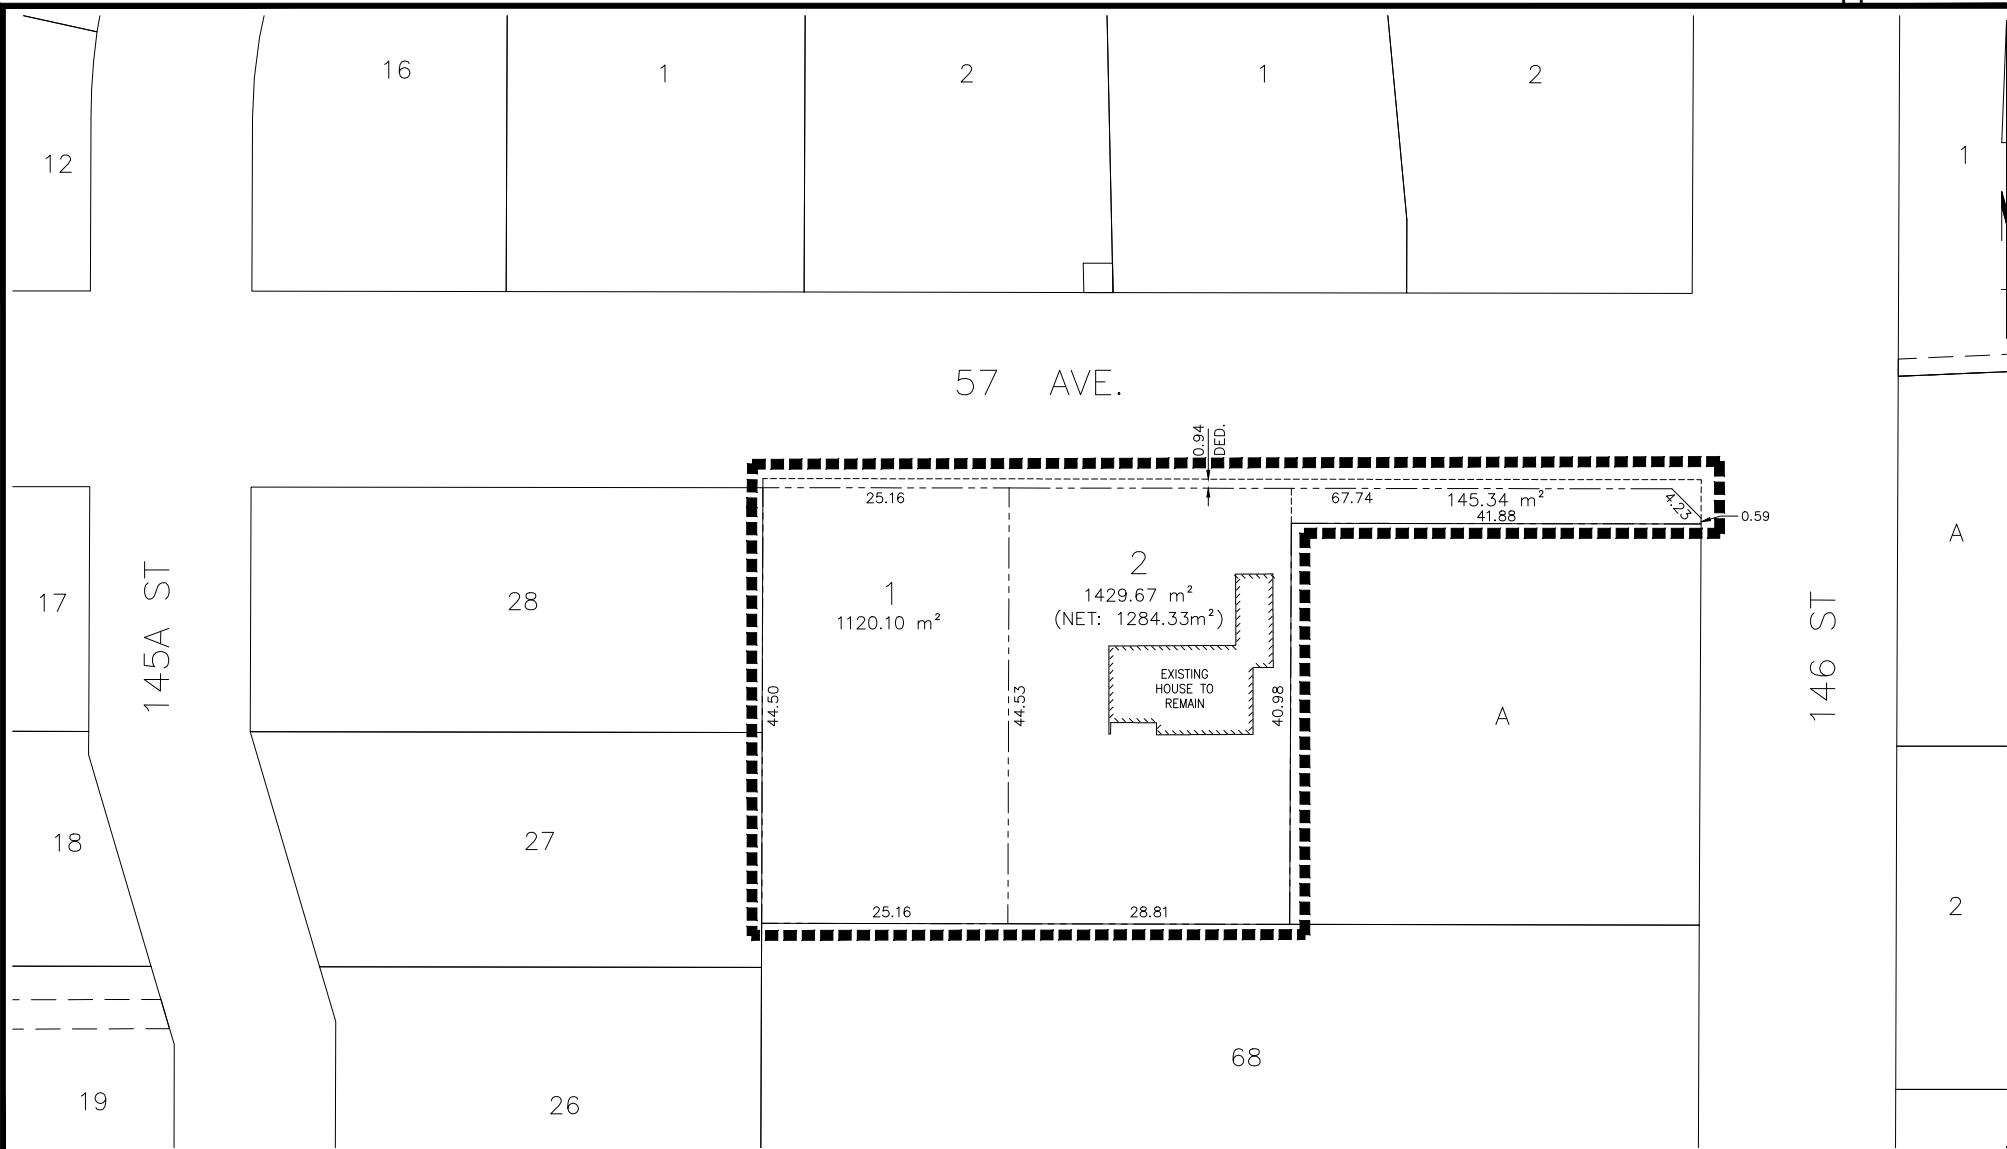 16
1
2
1
2
12
1
57 AVE.
0.94
DED.
25.16
67.74
145.34 m²
4.23
41.88
0.59
A
17
145A ST
28
1
1120.10 m²
2
1429.67 m²
(NET: 1284.33m²)
146 ST
EXISTING
HOUSE TO
REMAIN
44.50
44.53
40.98
A
18
27
25.16
28.81
2
68
19
26